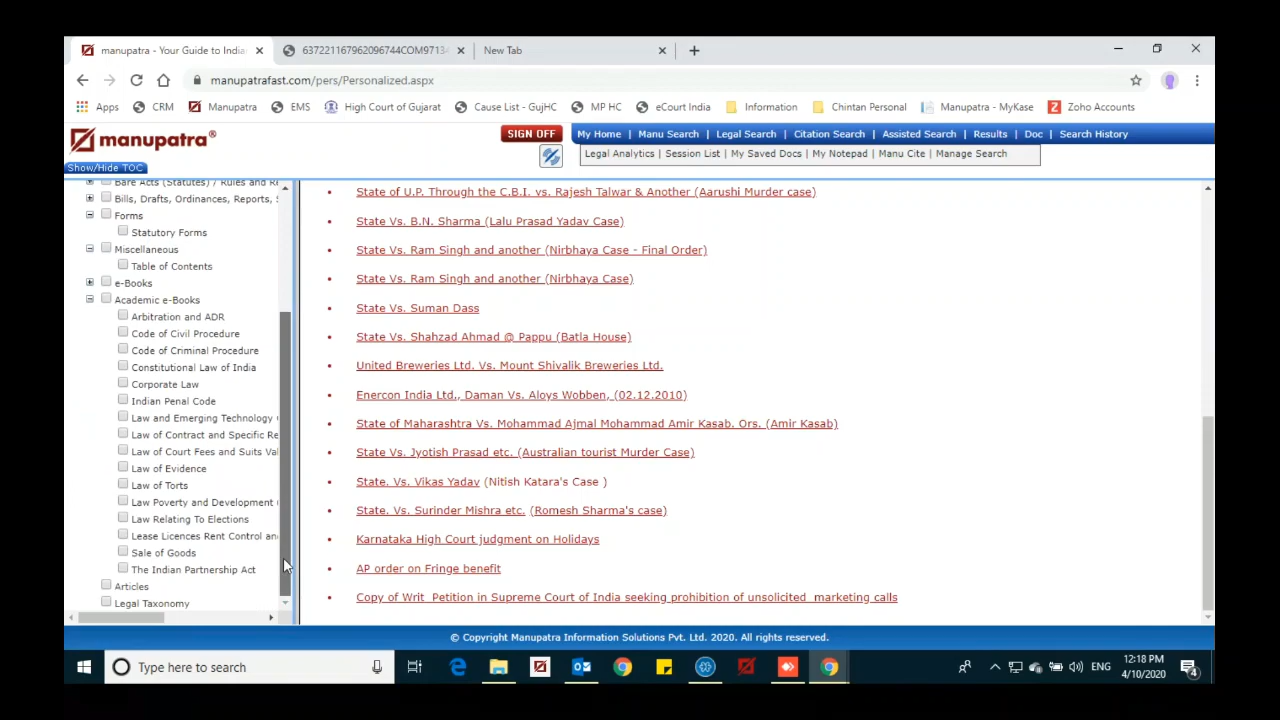 manupatra - Your Guide to India
637221167962096744COM9713
New Tab
manupatrafast.com/pers/Personalized.aspx
Apps CRM Manupatra EMS High Court of Gujarat Cause List - GujHC MP HC eCourt India Information Chintan Personal Manupatra - MyKase Zoho Accounts
manupatra®
SIGN OFF
My Home | Manu Search | Legal Search | Citation Search | Assisted Search | Results | Doc | Search History
Legal Analytics | Session List | My Saved Docs | My Notepad | Manu Cite | Manage Search
Show/Hide TOC
Bare Acts (Statutes) / Rules and Re
Bills, Drafts, Ordinances, Reports, S
Forms
Statutory Forms
Miscellaneous
Table of Contents
e-Books
Academic e-Books
Arbitration and ADR
Code of Civil Procedure
Code of Criminal Procedure
Constitutional Law of India
Corporate Law
Indian Penal Code
Law and Emerging Technology
Law of Contract and Specific Re
Law of Court Fees and Suits Val
Law of Evidence
Law of Torts
Law Poverty and Development
Law Relating To Elections
Lease Licences Rent Control an
Sale of Goods
The Indian Partnership Act
Articles
Legal Taxonomy
State of U.P. Through the C.B.I. vs. Rajesh Talwar & Another (Aarushi Murder case)
State Vs. B.N. Sharma (Lalu Prasad Yadav Case)
State Vs. Ram Singh and another (Nirbhaya Case - Final Order)
State Vs. Ram Singh and another (Nirbhaya Case)
State Vs. Suman Dass
State Vs. Shahzad Ahmad @ Pappu (Batla House)
United Breweries Ltd. Vs. Mount Shivalik Breweries Ltd.
Enercon India Ltd., Daman Vs. Aloys Wobben, (02.12.2010)
State of Maharashtra Vs. Mohammad Ajmal Mohammad Amir Kasab. Ors. (Amir Kasab)
State Vs. Jyotish Prasad etc. (Australian tourist Murder Case)
State. Vs. Vikas Yadav (Nitish Katara's Case )
State. Vs. Surinder Mishra etc. (Romesh Sharma's case)
Karnataka High Court judgment on Holidays
AP order on Fringe benefit
Copy of Writ Petition in Supreme Court of India seeking prohibition of unsolicited marketing calls
© Copyright Manupatra Information Solutions Pvt. Ltd. 2020. All rights reserved.
Type here to search
ENG
12:18 PM
4/10/2020
4